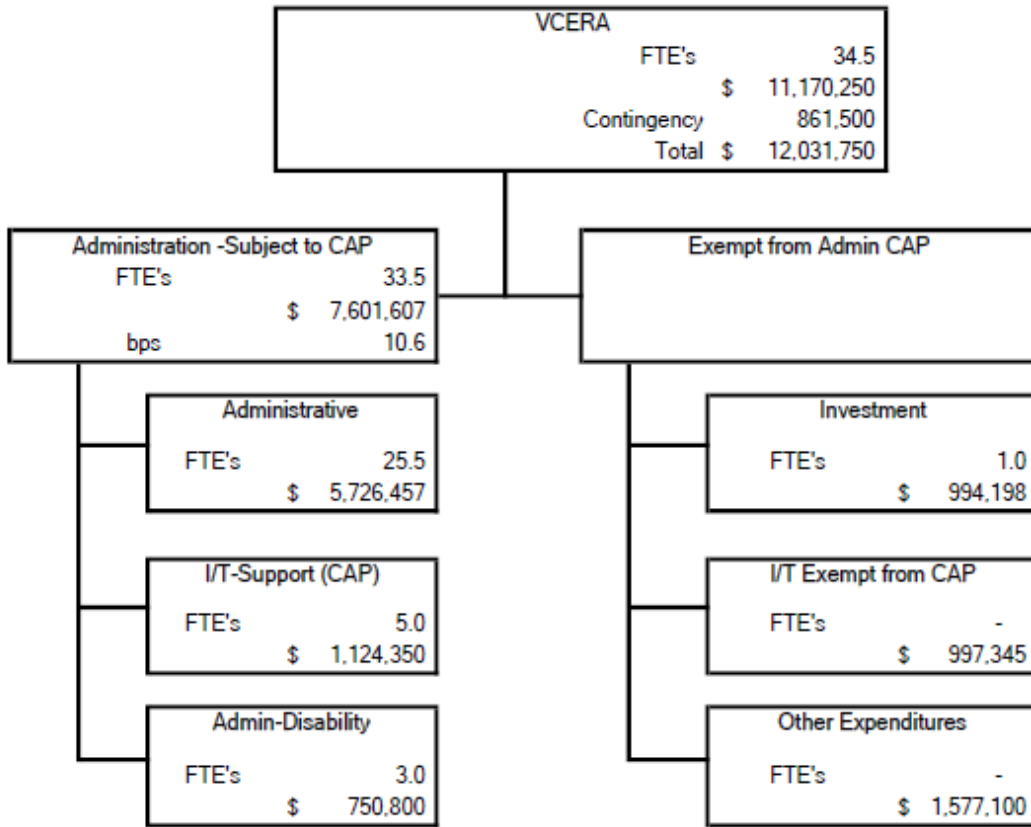 VCERA
FTE's 34.5
$ 11,170,250
Contingency 861,500
Total $ 12,031,750
Administration -Subject to CAP
FTE's 33.5
$ 7,601,607
bps 10.6
Exempt from Admin CAP
Administrative
FTE's 25.5
$ 5,726,457
Investment
FTE's 1.0
$ 994,198
I/T-Support (CAP)
FTE's 5.0
$ 1,124,350
I/T Exempt from CAP
FTE's -
$ 997,345
Admin-Disability
FTE's 3.0
$ 750,800
Other Expenditures
FTE's -
$ 1,577,100